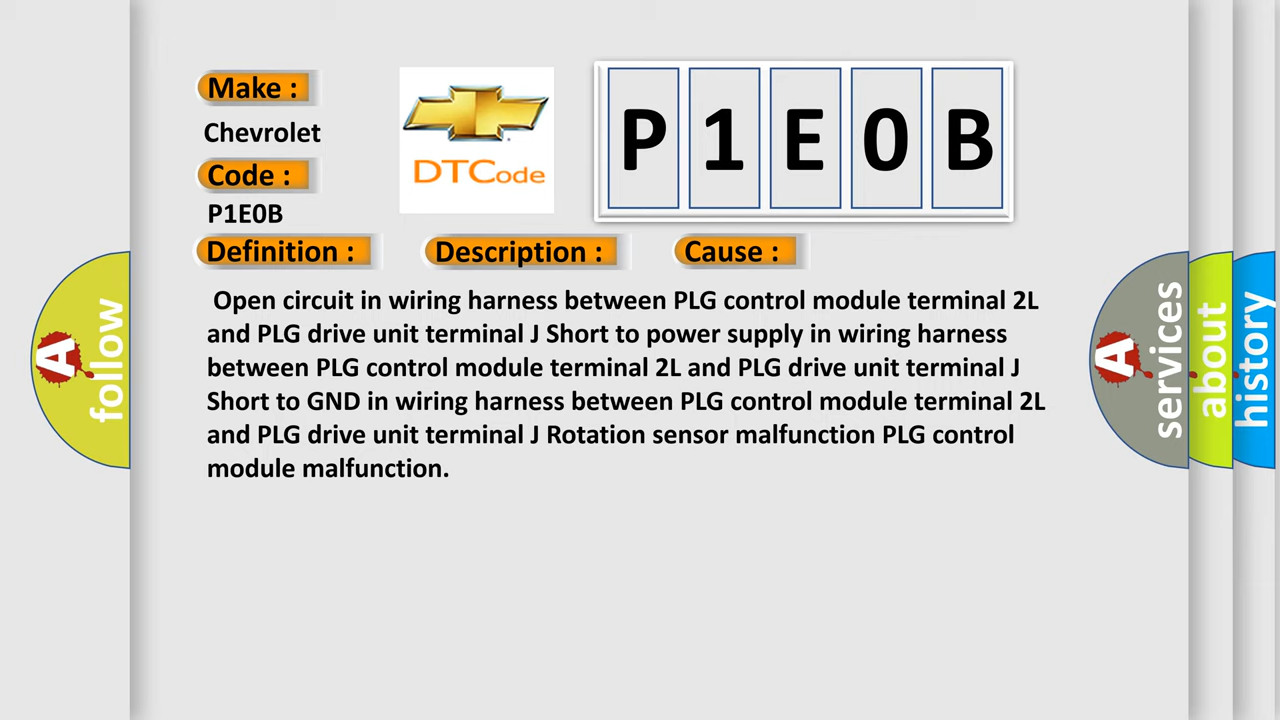 Make :
Chevrolet
Code :
P1E0B
DTCode
P1E0B
Definition :
Description :
Cause :
Open circuit in wiring harness between PLG control module terminal 2L
and PLG drive unit terminal J Short to power supply in wiring harness
between PLG control module terminal 2L and PLG drive unit terminal J
Short to GND in wiring harness between PLG control module terminal 2L
and PLG drive unit terminal J Rotation sensor malfunction PLG control
module malfunction.
A follow
A services
about
history